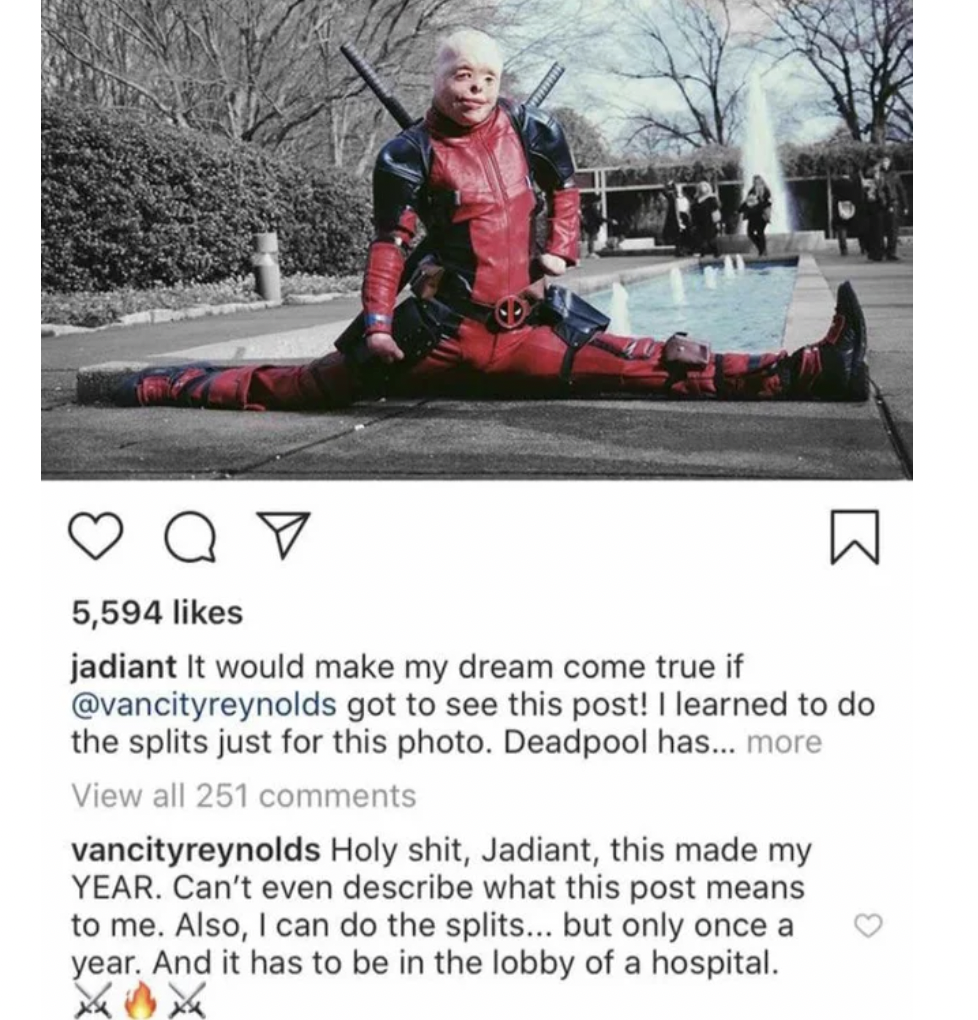 5,594 likes
jadiant It would make my dream come true if
@vancityreynolds got to see this post! I learned to do
the splits just for this photo. Deadpool has... more
View all 251 comments
vancityreynolds Holy shit, Jadiant, this made my
YEAR. Can't even describe what this post means
to me. Also, I can do the splits... but only once a
year. And it has to be in the lobby of a hospital.
⚔️🔥⚔️